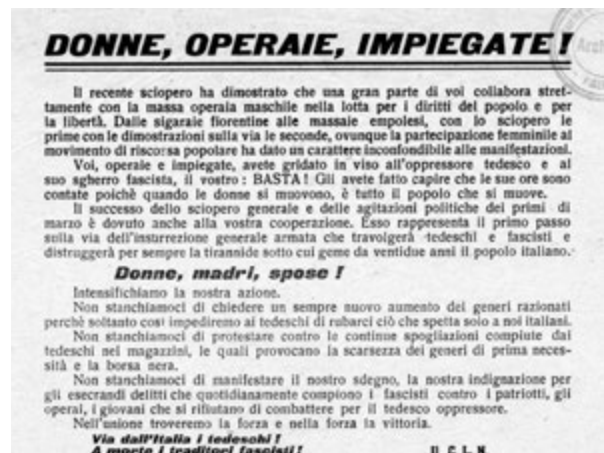 DONNE, OPERAIE, IMPIEGATE !
Il recente sciopero ha dimostrato che una gran parte di voi collabora stret-
tamente con la massa operaia maschile nella lotta per i diritti del popolo e per
la libertà. Dalle sigaraie fiorentine alle massaie empolesi, con lo sciopero le
prime con le dimostrazioni sulla via le seconde, ovunque la partecipazione femminile al
movimento di riscorsa popolare ha dato un carattere inconfondibile alle manifestazioni.
Voi, operaie e impiegate, avete gridato in viso all'oppressore tedesco e al
suo sgherro fascista, il vostro : BASTA ! Gli avete fatto capire che le sue ore sono
contate poichè quando le donne si muovono, è tutto il popolo che si muove.
Il successo dello sciopero generale e delle agitazioni politiche dei primi di
marzo è dovuto anche alla vostra cooperazione. Esso rappresenta il primo passo
sulla via dell'insurrezione generale armata che travolgerà tedeschi e fascisti e
distruggerà per sempre la tirannide sotto cui geme da ventidue anni il popolo italiano.
Donne, madri, spose !
Intensifichiamo la nostra azione.
Non stanchiamoci di chiedere un sempre nuovo aumento dei generi razionati
perchè soltanto così impediremo ai tedeschi di rubarci ciò che spetta solo a noi italiani.
Non stanchiamoci di protestare contro le continue spogliazioni compiute dai
tedeschi nei magazzini, le quali provocano la scarsezza dei generi di prima neces-
sità e la borsa nera.
Non stanchiamoci di manifestare il nostro sdegno, la nostra indignazione per
gli esecrandi delitti che quotidianamente compiono i fascisti contro i patriotti, gli
operai, i giovani che si rifiutano di combattere per il tedesco oppressore.
Nell'unione troveremo la forza e nella forza la vittoria.
Via dall'Italia i tedeschi !
A morte i traditori fascisti ! Il C. L. N.